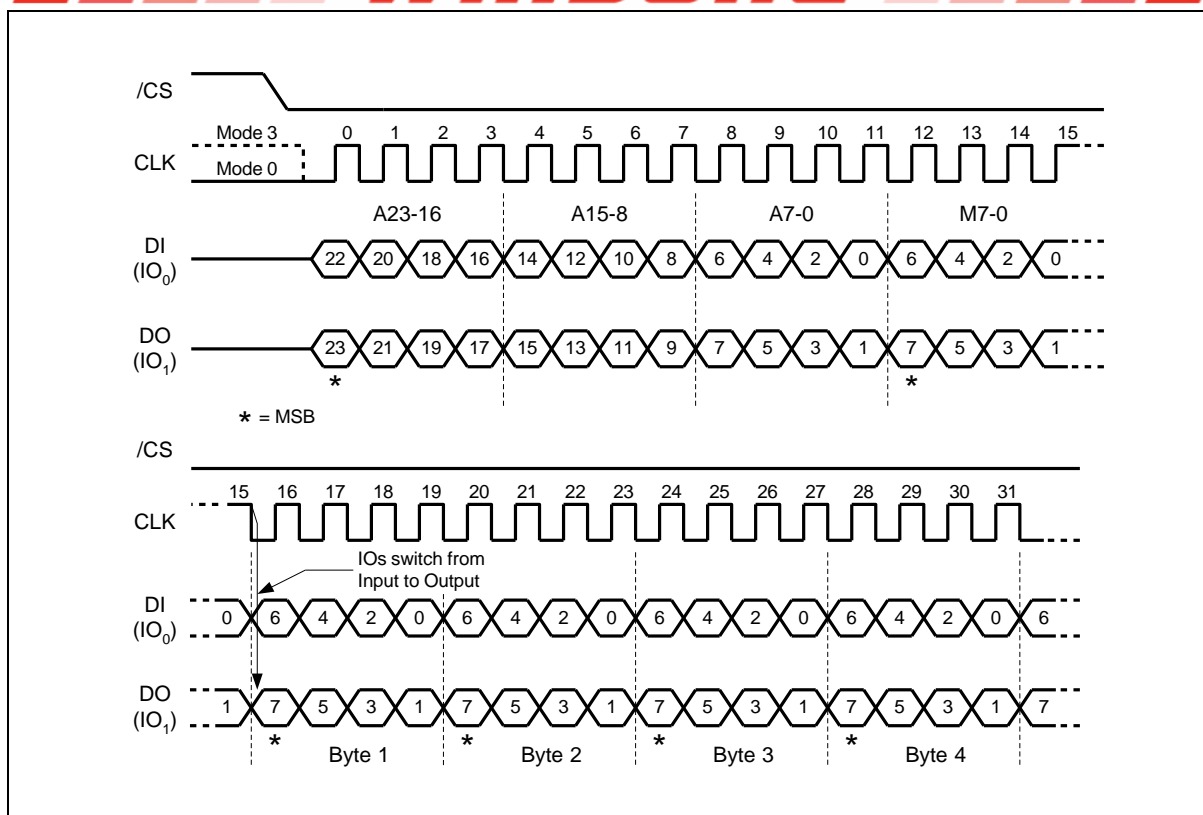 /CS
Mode 3
0 1 2 3 4 5 6 7 8 9 10 11 12 13 14 15
CLK
Mode 0
A23-16 A15-8 A7-0 M7-0
DI
(IO0)
22 20 18 16 14 12 10 8 6 4 2 0 6 4 2 0
DO
(IO1)
23 21 19 17 15 13 11 9 7 5 3 1 7 5 3 1
* *
* = MSB
/CS
15 16 17 18 19 20 21 22 23 24 25 26 27 28 29 30 31
CLK
IOs switch from
Input to Output
DI
(IO0)
0 6 4 2 0 6 4 2 0 6 4 2 0 6 4 2 0 6
DO
(IO1)
1 7 5 3 1 7 5 3 1 7 5 3 1 7 5 3 1 7
* * * *
Byte 1 Byte 2 Byte 3 Byte 4